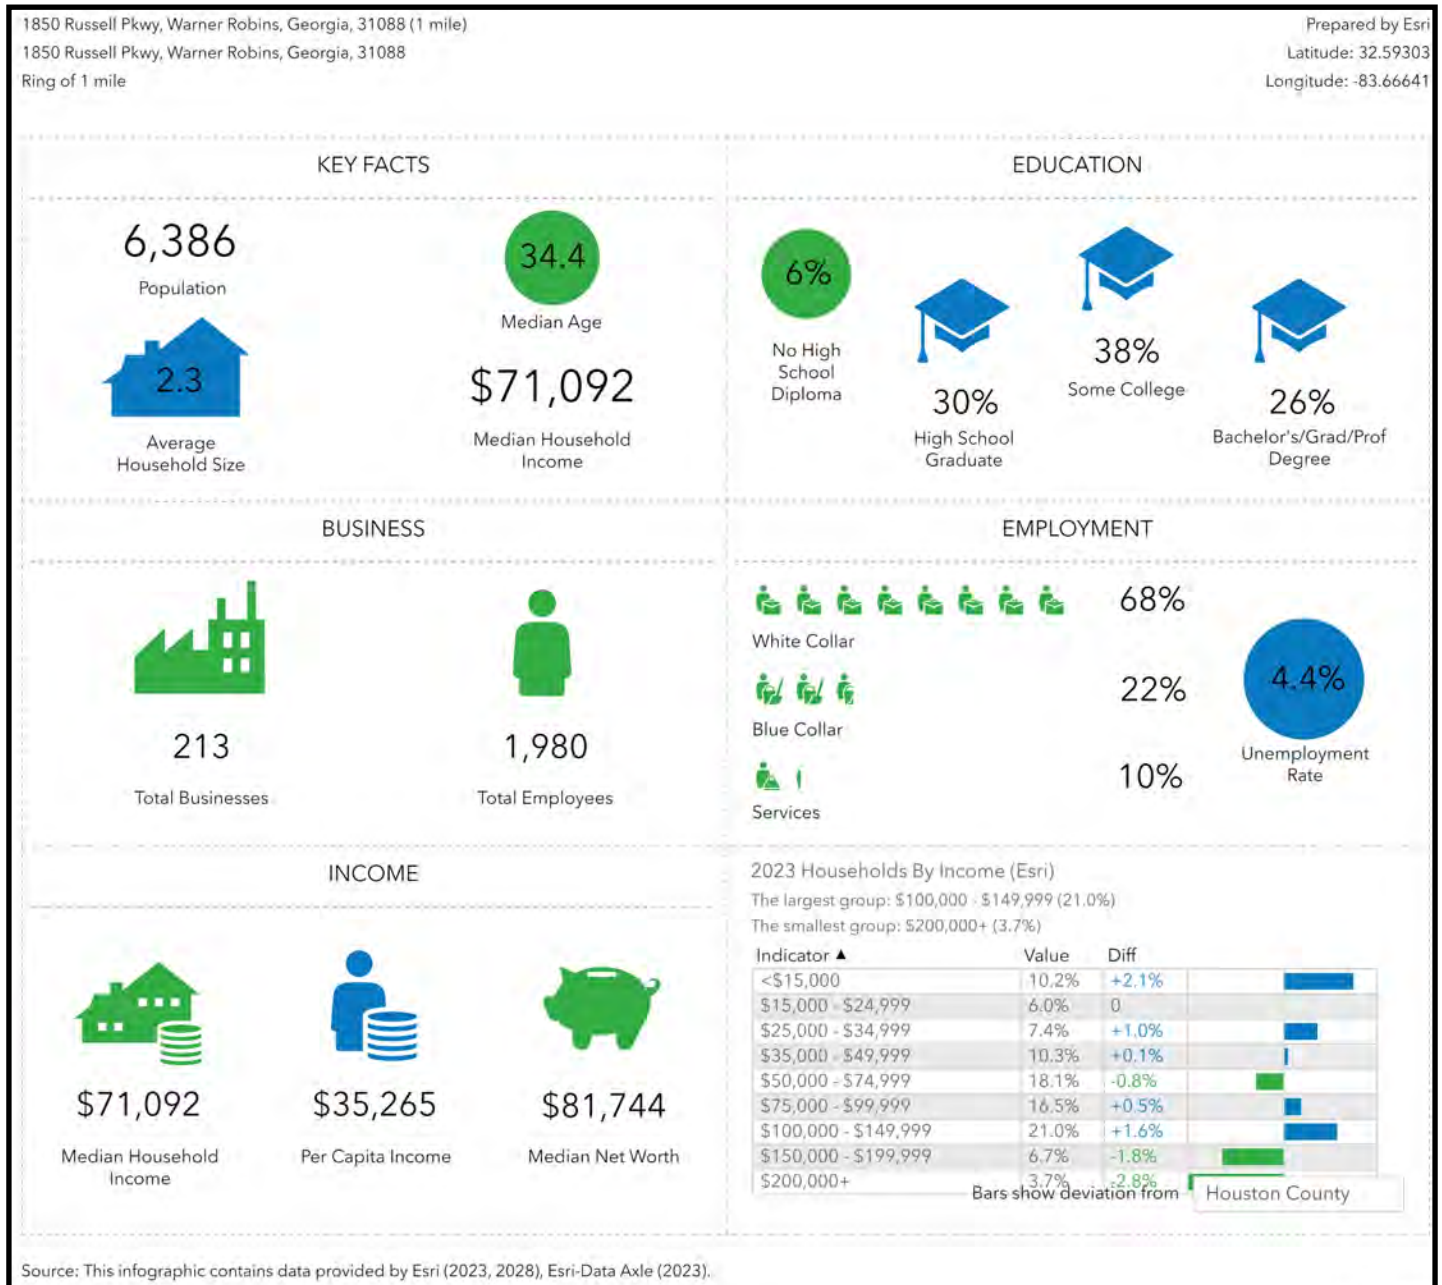 1850 Russell Pkwy, Warner Robins, Georgia, 31088 (1 mile)
1850 Russell Pkwy, Warner Robins, Georgia, 31088
Ring of 1 mile
Prepared by Esri
Latitude: 32.59303
Longitude: -83.66641
KEY FACTS
6,386
Population
34.4
Median Age
2.3
Average
Household Size
$71,092
Median Household
Income
EDUCATION
6%
No High
School
Diploma
30%
High School
Graduate
38%
Some College
26%
Bachelor's/Grad/Prof
Degree
BUSINESS
213
Total Businesses
1,980
Total Employees
EMPLOYMENT
68%
White Collar
22%
Blue Collar
10%
Services
4.4%
Unemployment
Rate
INCOME
$71,092
Median Household
Income
$35,265
Per Capita Income
$81,744
Median Net Worth
2023 Households By Income (Esri)
The largest group: $100,000 - $149,999 (21.0%)
The smallest group: $200,000+ (3.7%)
Indicator ▲ Value Diff
<$15,000 10.2% +2.1%
$15,000 - $24,999 6.0% 0
$25,000 - $34,999 7.4% +1.0%
$35,000 - $49,999 10.3% +0.1%
$50,000 - $74,999 18.1% -0.8%
$75,000 - $99,999 16.5% +0.5%
$100,000 - $149,999 21.0% +1.6%
$150,000 - $199,999 6.7% -1.8%
$200,000+ 3.7% -2.8%
Bars show deviation from Houston County
Source: This infographic contains data provided by Esri (2023, 2028), Esri-Data Axle (2023).